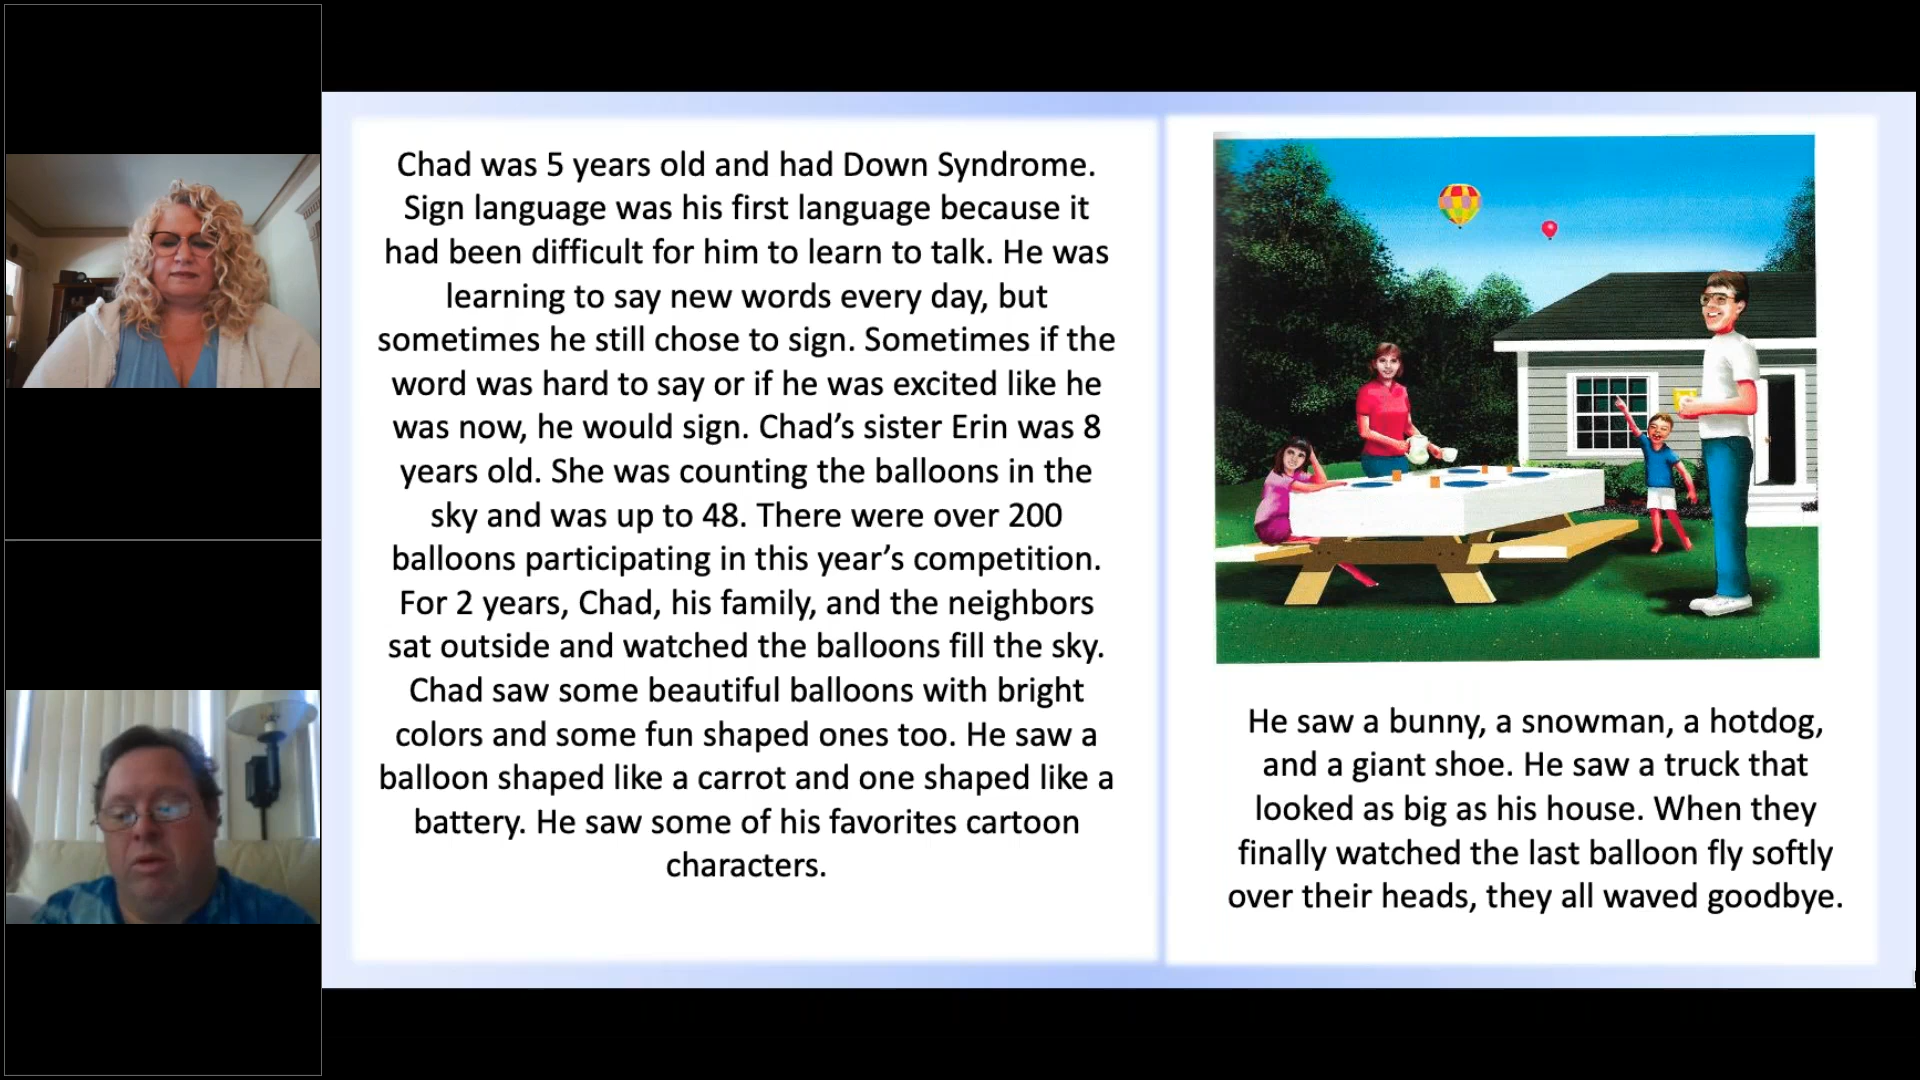 Chad was 5 years old and had Down Syndrome.
Sign language was his first language because it
had been difficult for him to learn to talk. He was
learning to say new words every day, but
sometimes he still chose to sign. Sometimes if the
word was hard to say or if he was excited like he
was now, he would sign. Chad’s sister Erin was 8
years old. She was counting the balloons in the
sky and was up to 48. There were over 200
balloons participating in this year’s competition.
For 2 years, Chad, his family, and the neighbors
sat outside and watched the balloons fill the sky.
Chad saw some beautiful balloons with bright
colors and some fun shaped ones too. He saw a
balloon shaped like a carrot and one shaped like a
battery. He saw some of his favorites cartoon
characters.
He saw a bunny, a snowman, a hotdog,
and a giant shoe. He saw a truck that
looked as big as his house. When they
finally watched the last balloon fly softly
over their heads, they all waved goodbye.